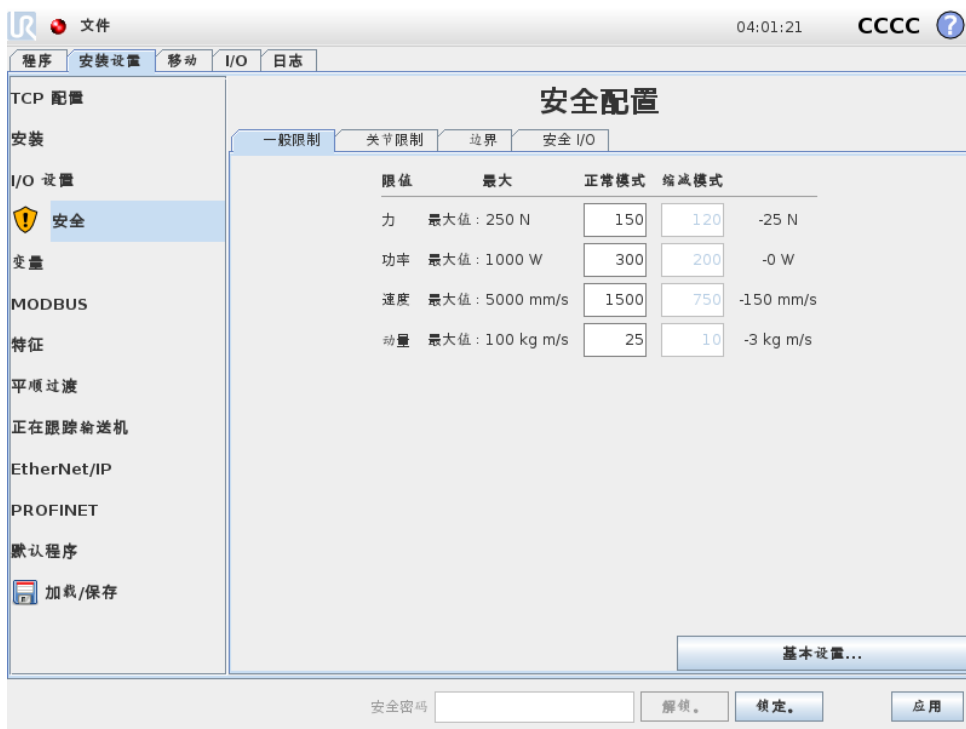 UR 文件 04:01:21 CCCC ?
程序 安装设置 移动 I/O 日志
TCP 配置
安装
I/O 设置
安全
变量
MODBUS
特征
平顺过渡
正在跟踪输送机
EtherNet/IP
PROFINET
默认程序
加载/保存
安全配置
一般限制 关节限制 边界 安全 I/O
限值 最大 正常模式 缩减模式
力 最大值：250 N 150 120 -25 N
功率 最大值：1000 W 300 200 -0 W
速度 最大值：5000 mm/s 1500 750 -150 mm/s
动量 最大值：100 kg m/s 25 10 -3 kg m/s
基本设置...
安全密码 解锁。 锁定。 应用